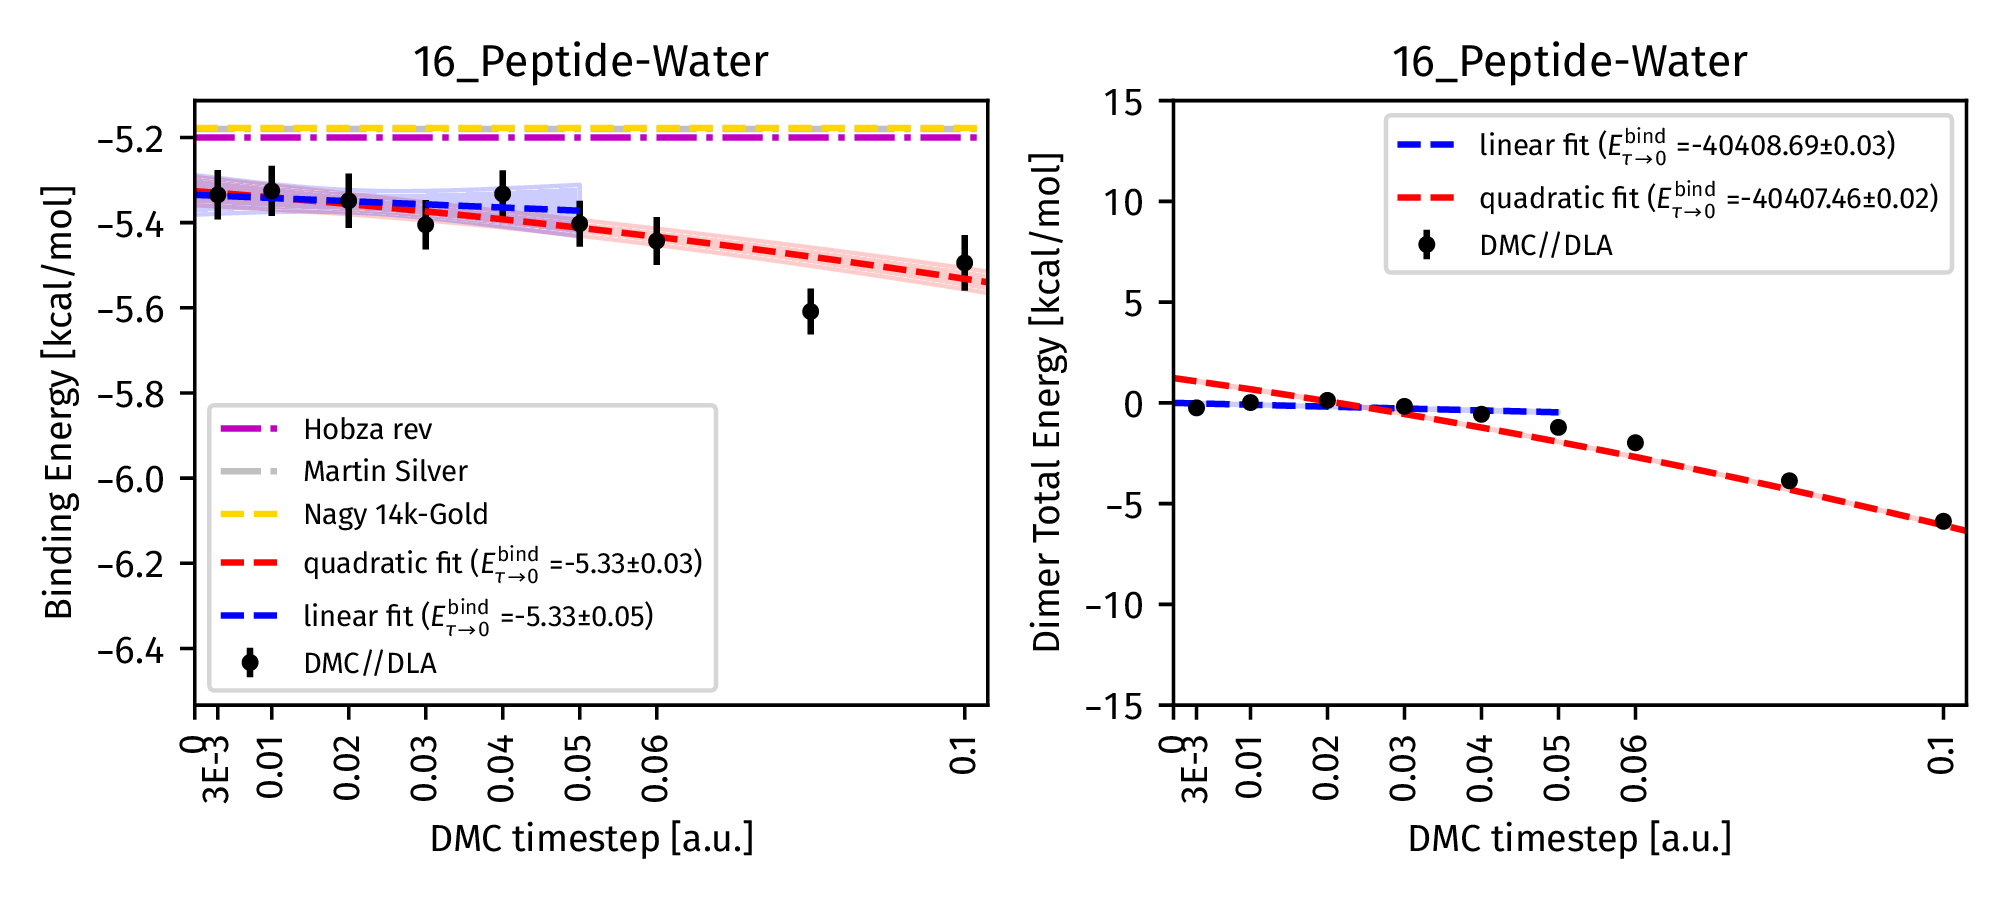 16_Peptide-Water
Binding Energy [kcal/mol]
−5.2
−5.4
−5.6
−5.8
−6.0
−6.2
−6.4
Hobza rev
Martin Silver
Nagy 14k-Gold
quadratic fit (E^bind_τ→0 =-5.33±0.03)
linear fit (E^bind_τ→0 =-5.33±0.05)
DMC//DLA
0
3E-3
0.01
0.02
0.03
0.04
0.05
0.06
0.1
DMC timestep [a.u.]
16_Peptide-Water
Dimer Total Energy [kcal/mol]
15
10
5
0
−5
−10
−15
linear fit (E^bind_τ→0 =-40408.69±0.03)
quadratic fit (E^bind_τ→0 =-40407.46±0.02)
DMC//DLA
0
3E-3
0.01
0.02
0.03
0.04
0.05
0.06
0.1
DMC timestep [a.u.]